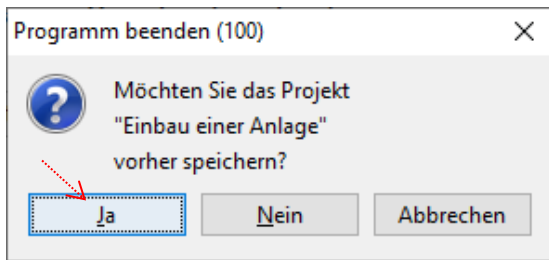 Programm beenden (100)
Möchten Sie das Projekt
"Einbau einer Anlage"
vorher speichern?
Ja Nein Abbrechen